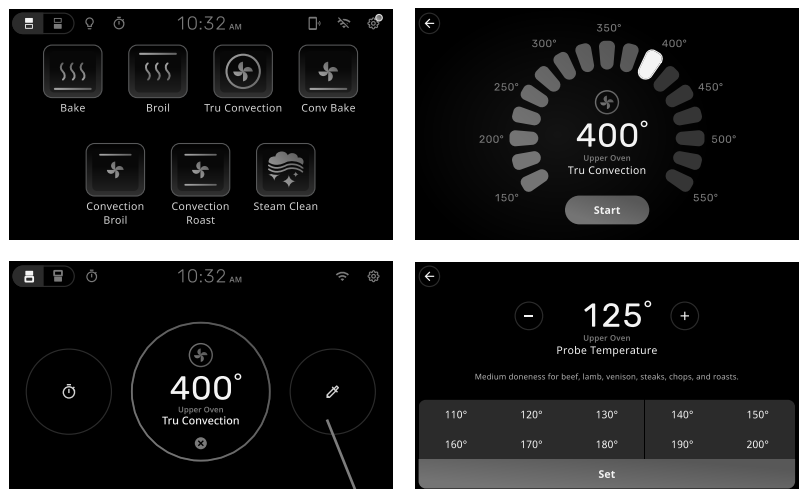 10:32 AM
Bake
Broil
Tru Convection
Conv Bake
Convection
Broil
Convection
Roast
Steam Clean
350°
300°
400°
250°
450°
200°
500°
150°
550°
400°
Upper Oven
Tru Convection
Start
10:32 AM
400°
Upper Oven
Tru Convection
125°
Upper Oven
Probe Temperature
Medium doneness for beef, lamb, venison, steaks, chops, and roasts.
110° 120° 130° 140° 150°
160° 170° 180° 190° 200°
Set